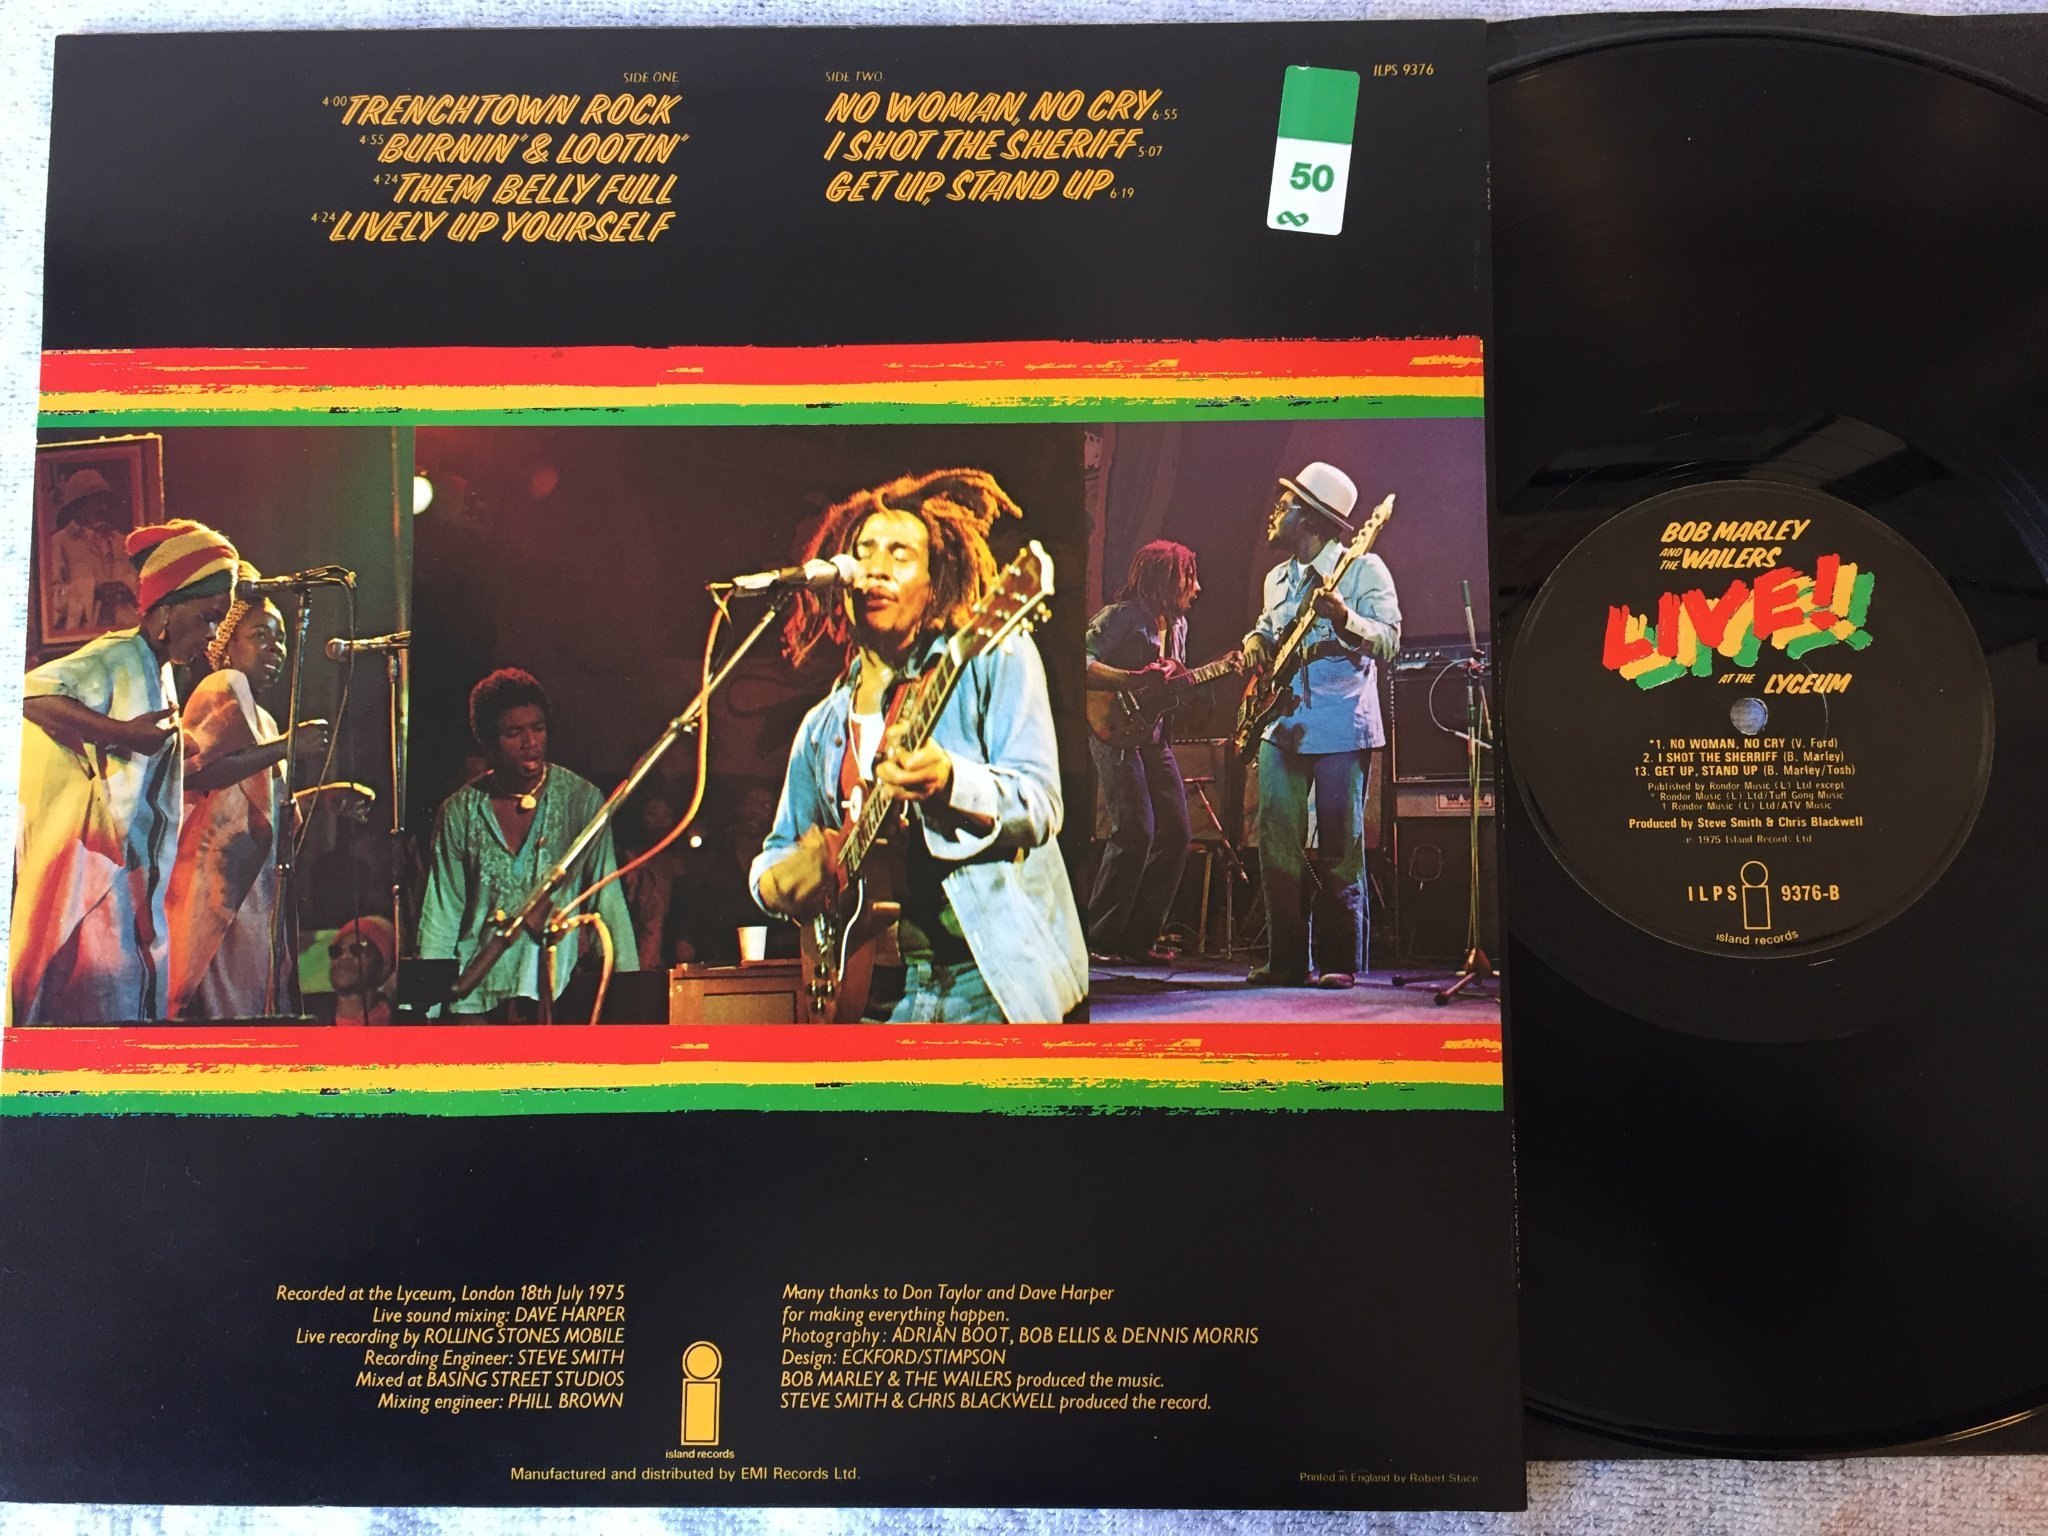 SIDE ONE
4·00 TRENCHTOWN ROCK
4·55 BURNIN' & LOOTIN'
4·24 THEM BELLY FULL
4·24 LIVELY UP YOURSELF
SIDE TWO
NO WOMAN, NO CRY 6·55
I SHOT THE SHERIFF 5·07
GET UP, STAND UP 6·19
ILPS 9376
50
8
Recorded at the Lyceum, London 18th July 1975
Live sound mixing: DAVE HARPER
Live recording by ROLLING STONES MOBILE
Recording Engineer: STEVE SMITH
Mixed at BASING STREET STUDIOS
Mixing engineer: PHILL BROWN
island records
Many thanks to Don Taylor and Dave Harper
for making everything happen.
Photography: ADRIAN BOOT, BOB ELLIS & DENNIS MORRIS
Design: ECKFORD/STIMPSON
BOB MARLEY & THE WAILERS produced the music.
STEVE SMITH & CHRIS BLACKWELL produced the record.
Manufactured and distributed by EMI Records Ltd.
Printed in England by Robert Stace
BOB MARLEY
AND THE WAILERS
LIVE!
AT THE LYCEUM
*1. NO WOMAN, NO CRY (V. Ford)
2. I SHOT THE SHERRIFF (B. Marley)
†3. GET UP, STAND UP (B. Marley/Tosh)
Published by Rondor Music (L) Ltd except
* Rondor Music (L) Ltd/Tuff Gong Music
† Rondor Music (L) Ltd/ATV Music
Produced by Steve Smith & Chris Blackwell
℗ 1975 Island Records Ltd
ILPS 9376-B
island records